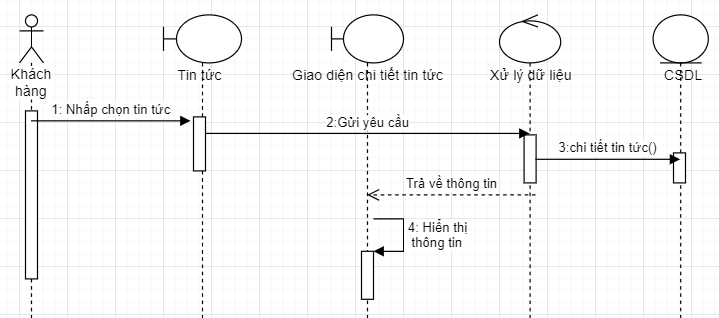 Khách
hàng
Tin tức
Giao diện chi tiết tin tức
Xử lý dữ liệu
CSDL
1: Nhấp chọn tin tức
2:Gửi yêu cầu
3:chi tiết tin tức()
Trả về thông tin
4: Hiển thị
thông tin